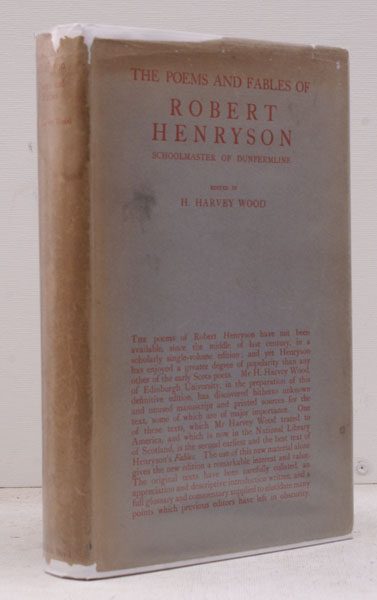 THE POEMS AND FABLES OF
ROBERT
HENRYSON
SCHOOLMASTER OF DUNFERMLINE
EDITED BY
H. HARVEY WOOD
THE poems of Robert Henryson have not been
available, since the middle of last century, in a
scholarly single-volume edition; and yet Henryson
has enjoyed a greater degree of popularity than any
other of the early Scots poets. Mr H. Harvey Wood,
of Edinburgh University, in the preparation of this
definitive edition, has discovered hitherto unknown
and unused manuscript and printed sources for the
text, some of which are of major importance. One
of these texts, which Mr Harvey Wood traced to
America, and which is now in the National Library
of Scotland, is the second earliest and the best text of
Henryson's Fables. The use of this new material alone
gives the new edition a remarkable interest and value.
The original texts have been carefully collated, an
appreciation and descriptive introduction written, and a
full glossary and commentary supplied to elucidate many
points which previous editors have left in obscurity.